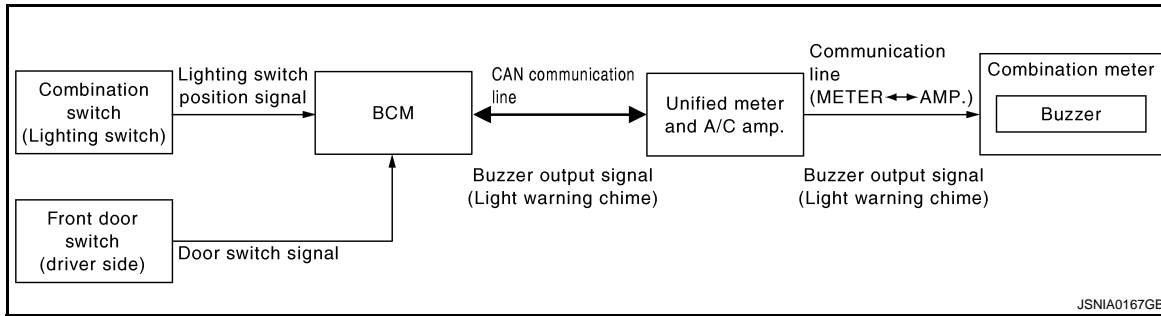 Combination
switch
(Lighting switch)
Lighting switch
position signal
BCM
CAN communication
line
Buzzer output signal
(Light warning chime)
Unified meter
and A/C amp.
Communication
line
(METER↔AMP.)
Buzzer output signal
(Light warning chime)
Combination meter
Buzzer
Front door
switch
(driver side)
Door switch signal
JSNIA0167GB